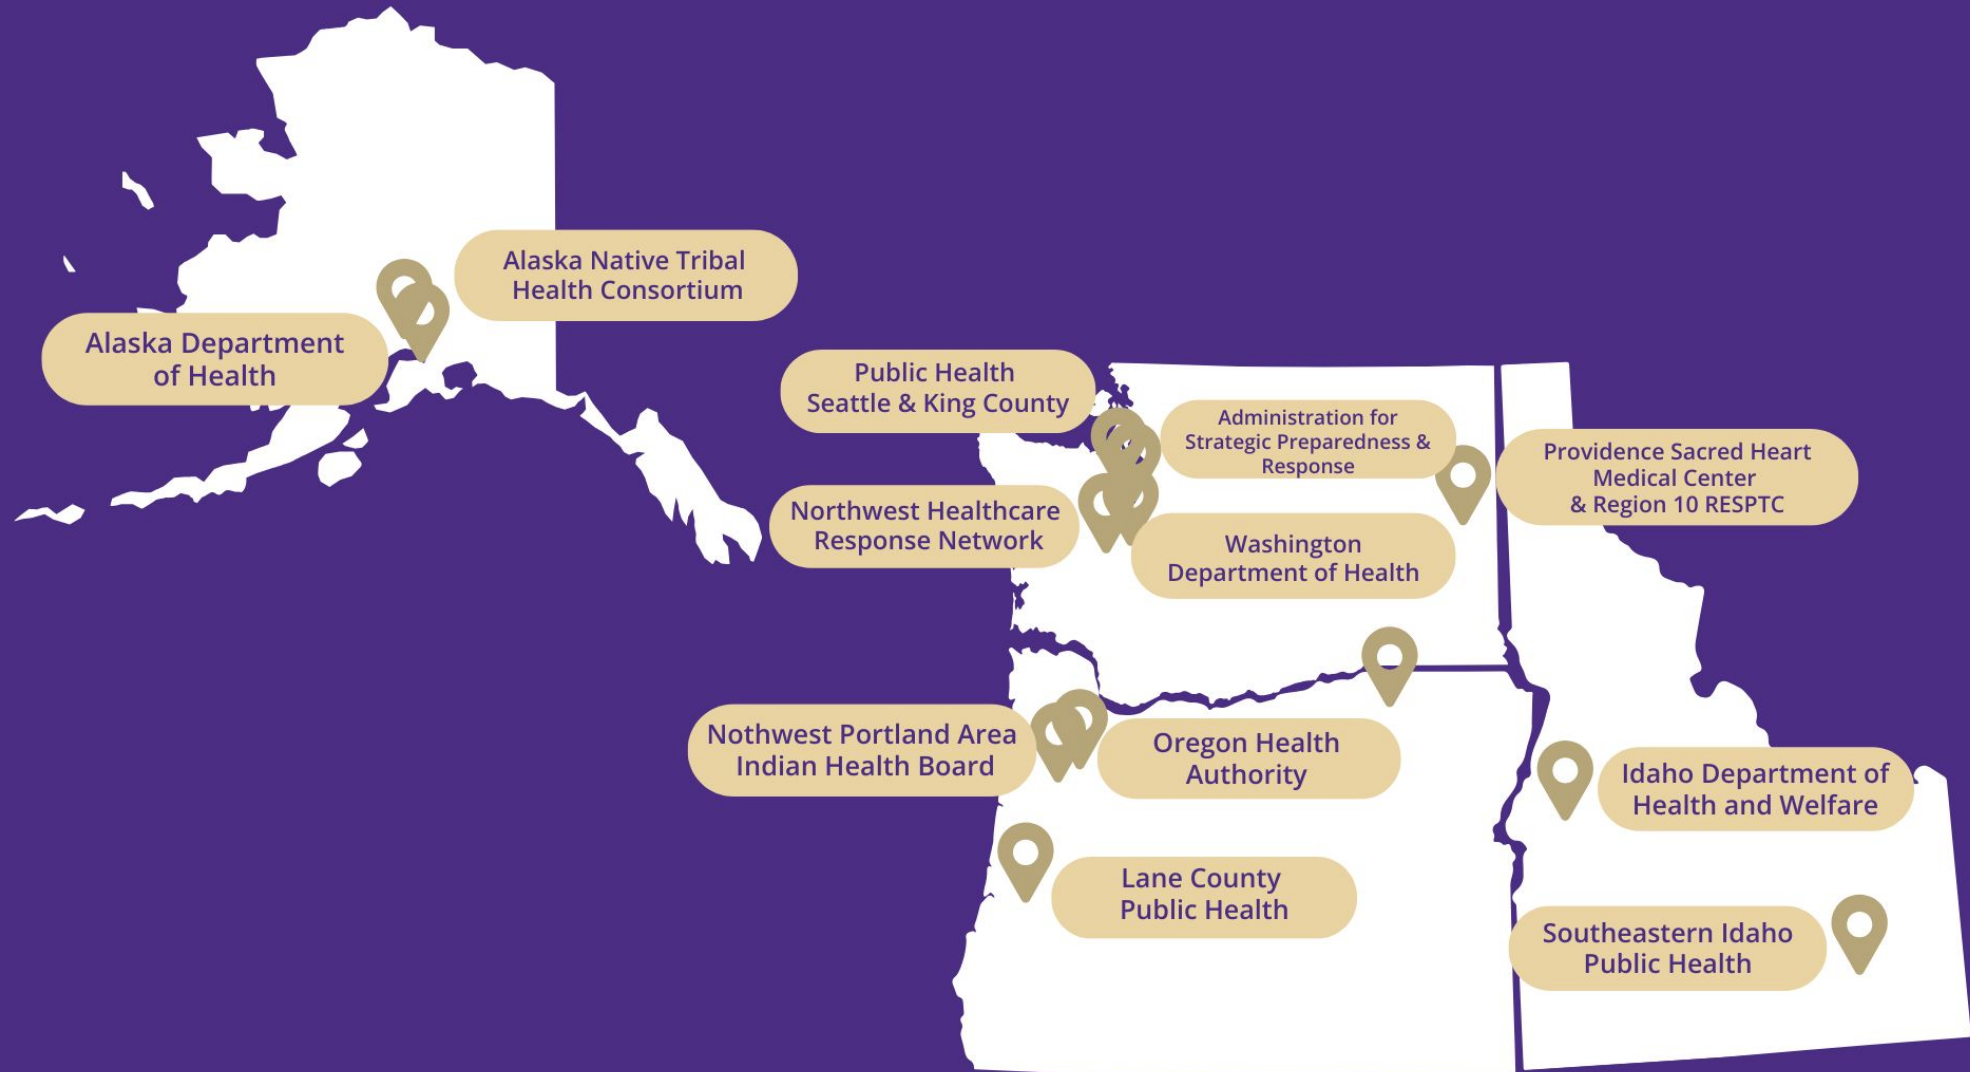 Alaska Native Tribal
Health Consortium
Alaska Department
of Health
Public Health
Seattle & King County
Administration for
Strategic Preparedness &
Response
Providence Sacred Heart
Medical Center
& Region 10 RESPTC
Northwest Healthcare
Response Network
Washington
Department of Health
Nothwest Portland Area
Indian Health Board
Oregon Health
Authority
Idaho Department of
Health and Welfare
Lane County
Public Health
Southeastern Idaho
Public Health